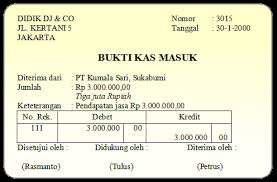 DIDIK DJ & CO Nomor : 3015
JL. KERTANI 5 Tanggal : 30-1-2000
JAKARTA
BUKTI KAS MASUK
Diterima dari : PT Kumala Sari, Sukabumi
Jumlah : Rp 3.000.000,00
Tiga juta Rupiah
Keteterangan : Pendapatan jasa Rp 3.000.000,00
No. Rek. Debet Kredit
111 3.000.000 00
3.000.000 00
Disetujui oleh : Didukung oleh : Diterima oleh :
(Rasmanto) (Tulus) (Petrus)